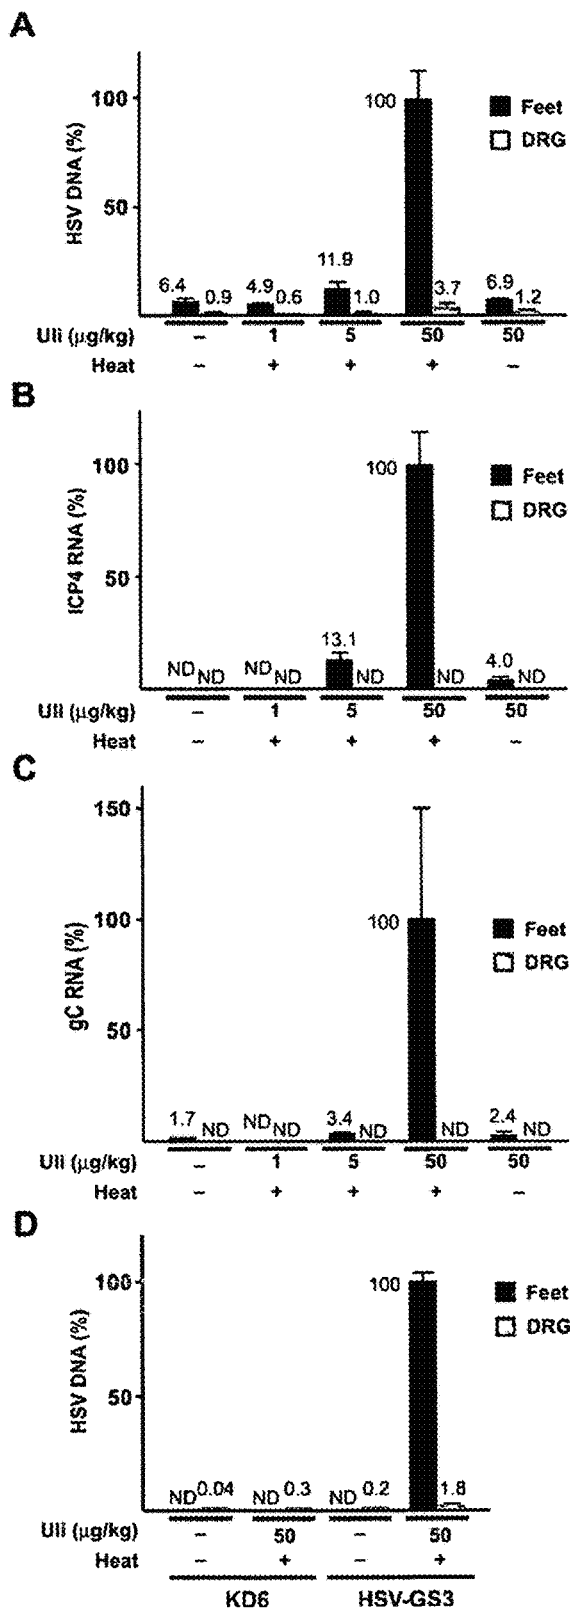 A
HSV DNA (%)
100
50
100
Feet
DRG
6.4 0.9 4.9 0.6 11.9 1.0 3.7 6.9 1.2
Uli (µg/kg) – 1 5 50 50
Heat – + + + –
B
ICP4 RNA (%)
100
50
100
Feet
DRG
ND ND ND ND 13.1 ND ND 4.0 ND
Uli (µg/kg) – 1 5 50 50
Heat – + + + –
C
gC RNA (%)
150
100
50
100
Feet
DRG
1.7 ND ND ND 3.4 ND ND 2.4 ND
Uli (µg/kg) – 1 5 50 50
Heat – + + + –
D
HSV DNA (%)
100
50
100
Feet
DRG
ND 0.04 ND 0.3 ND 0.2 1.8
Uli (µg/kg) – 50 – 50
Heat – + – +
KD6 HSV-GS3